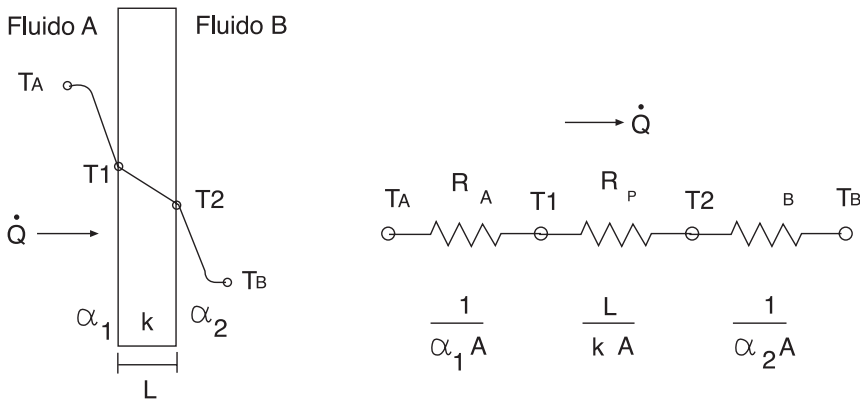 Fluido A Fluido B
TA
T1
T2
Q̇
TB
α1 k α2
L
Q̇
TA RA T1 RP T2 B TB
1/α1A L/k A 1/α2A